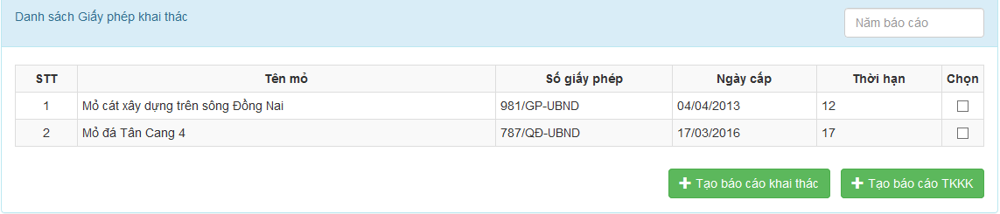 Danh sách Giấy phép khai thác Năm báo cáo
STT Tên mỏ Số giấy phép Ngày cấp Thời hạn Chọn
1 Mỏ cát xây dựng trên sông Đồng Nai 981/GP-UBND 04/04/2013 12
2 Mỏ đá Tân Cang 4 787/QĐ-UBND 17/03/2016 17
Tạo báo cáo khai thác Tạo báo cáo TKKK